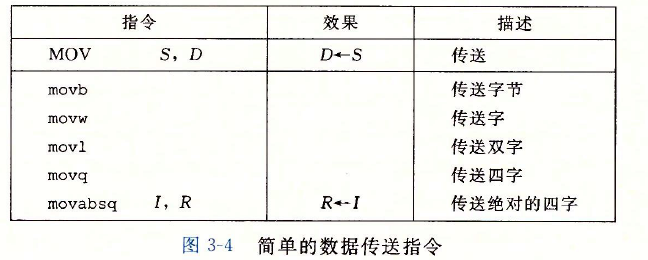 指令 效果 描述
MOV S, D D←S 传送
movb 传送字节
movw 传送字
movl 传送双字
movq 传送四字
movabsq I, R R←I 传送绝对的四字
图 3-4 简单的数据传送指令